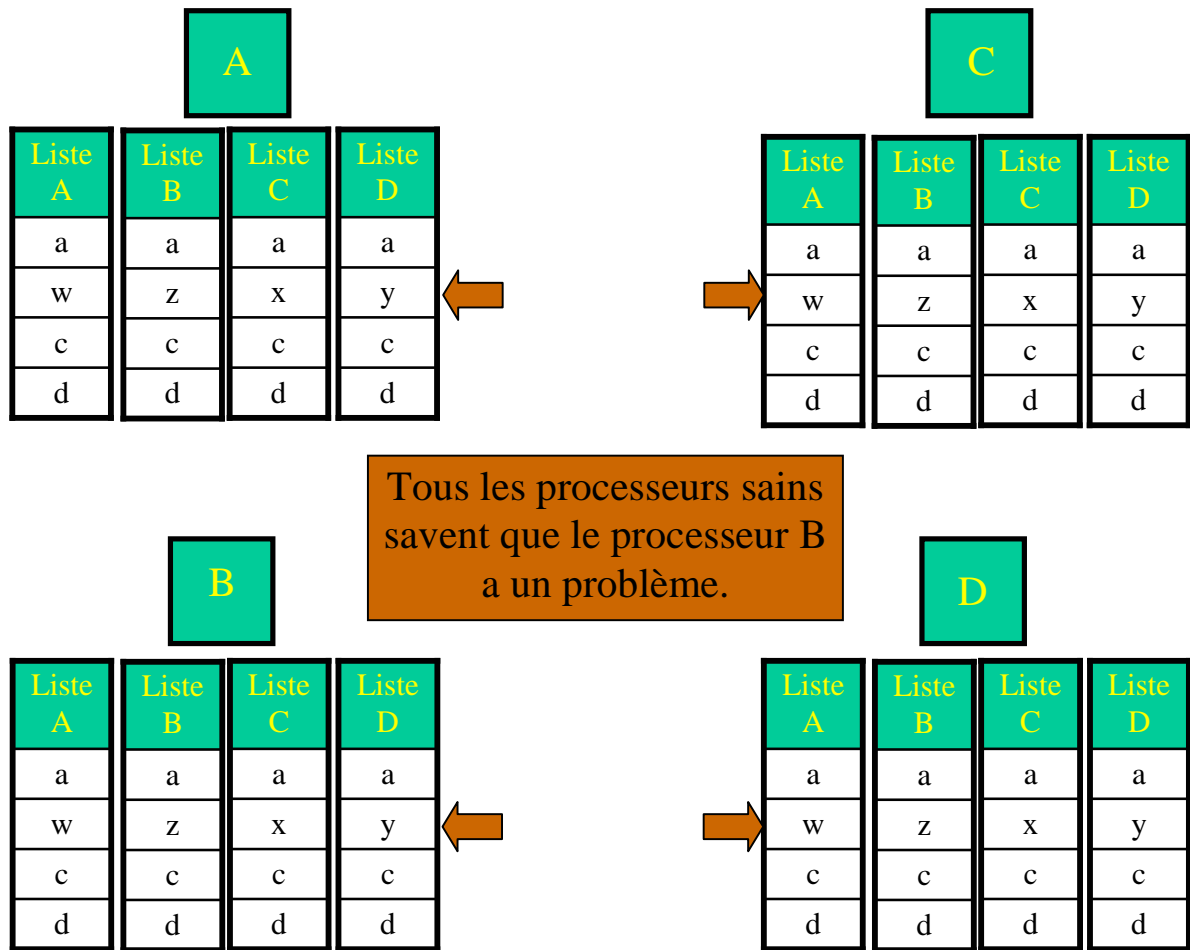 A
Liste A Liste B Liste C Liste D
a a a a
w z x y
c c c c
d d d d
C
Liste A Liste B Liste C Liste D
a a a a
w z x y
c c c c
d d d d
Tous les processeurs sains
savent que le processeur B
a un problème.
B
Liste A Liste B Liste C Liste D
a a a a
w z x y
c c c c
d d d d
D
Liste A Liste B Liste C Liste D
a a a a
w z x y
c c c c
d d d d